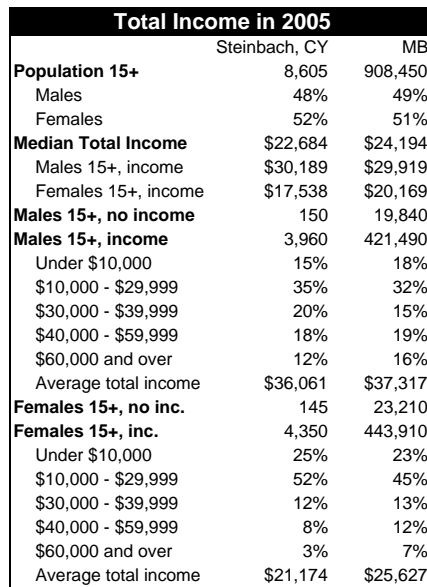 Total Income in 2005
Steinbach, CY MB
Population 15+ 8,605 908,450
Males 48% 49%
Females 52% 51%
Median Total Income $22,684 $24,194
Males 15+, income $30,189 $29,919
Females 15+, income $17,538 $20,169
Males 15+, no income 150 19,840
Males 15+, income 3,960 421,490
Under $10,000 15% 18%
$10,000 - $29,999 35% 32%
$30,000 - $39,999 20% 15%
$40,000 - $59,999 18% 19%
$60,000 and over 12% 16%
Average total income $36,061 $37,317
Females 15+, no inc. 145 23,210
Females 15+, inc. 4,350 443,910
Under $10,000 25% 23%
$10,000 - $29,999 52% 45%
$30,000 - $39,999 12% 13%
$40,000 - $59,999 8% 12%
$60,000 and over 3% 7%
Average total income $21,174 $25,627